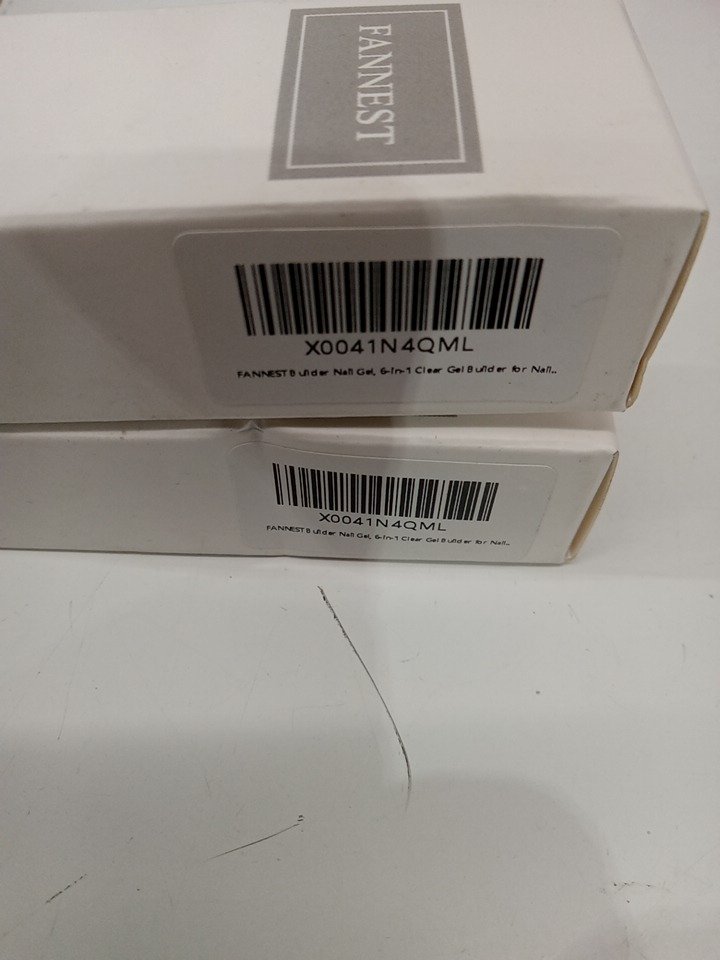 FANNEST
X0041N4QML
FANNEST Builder Nail Gel, 6-in-1 Clear Gel Builder for Nail..
X0041N4QML
FANNEST Builder Nail Gel, 6-in-1 Clear Gel Builder for Nail..